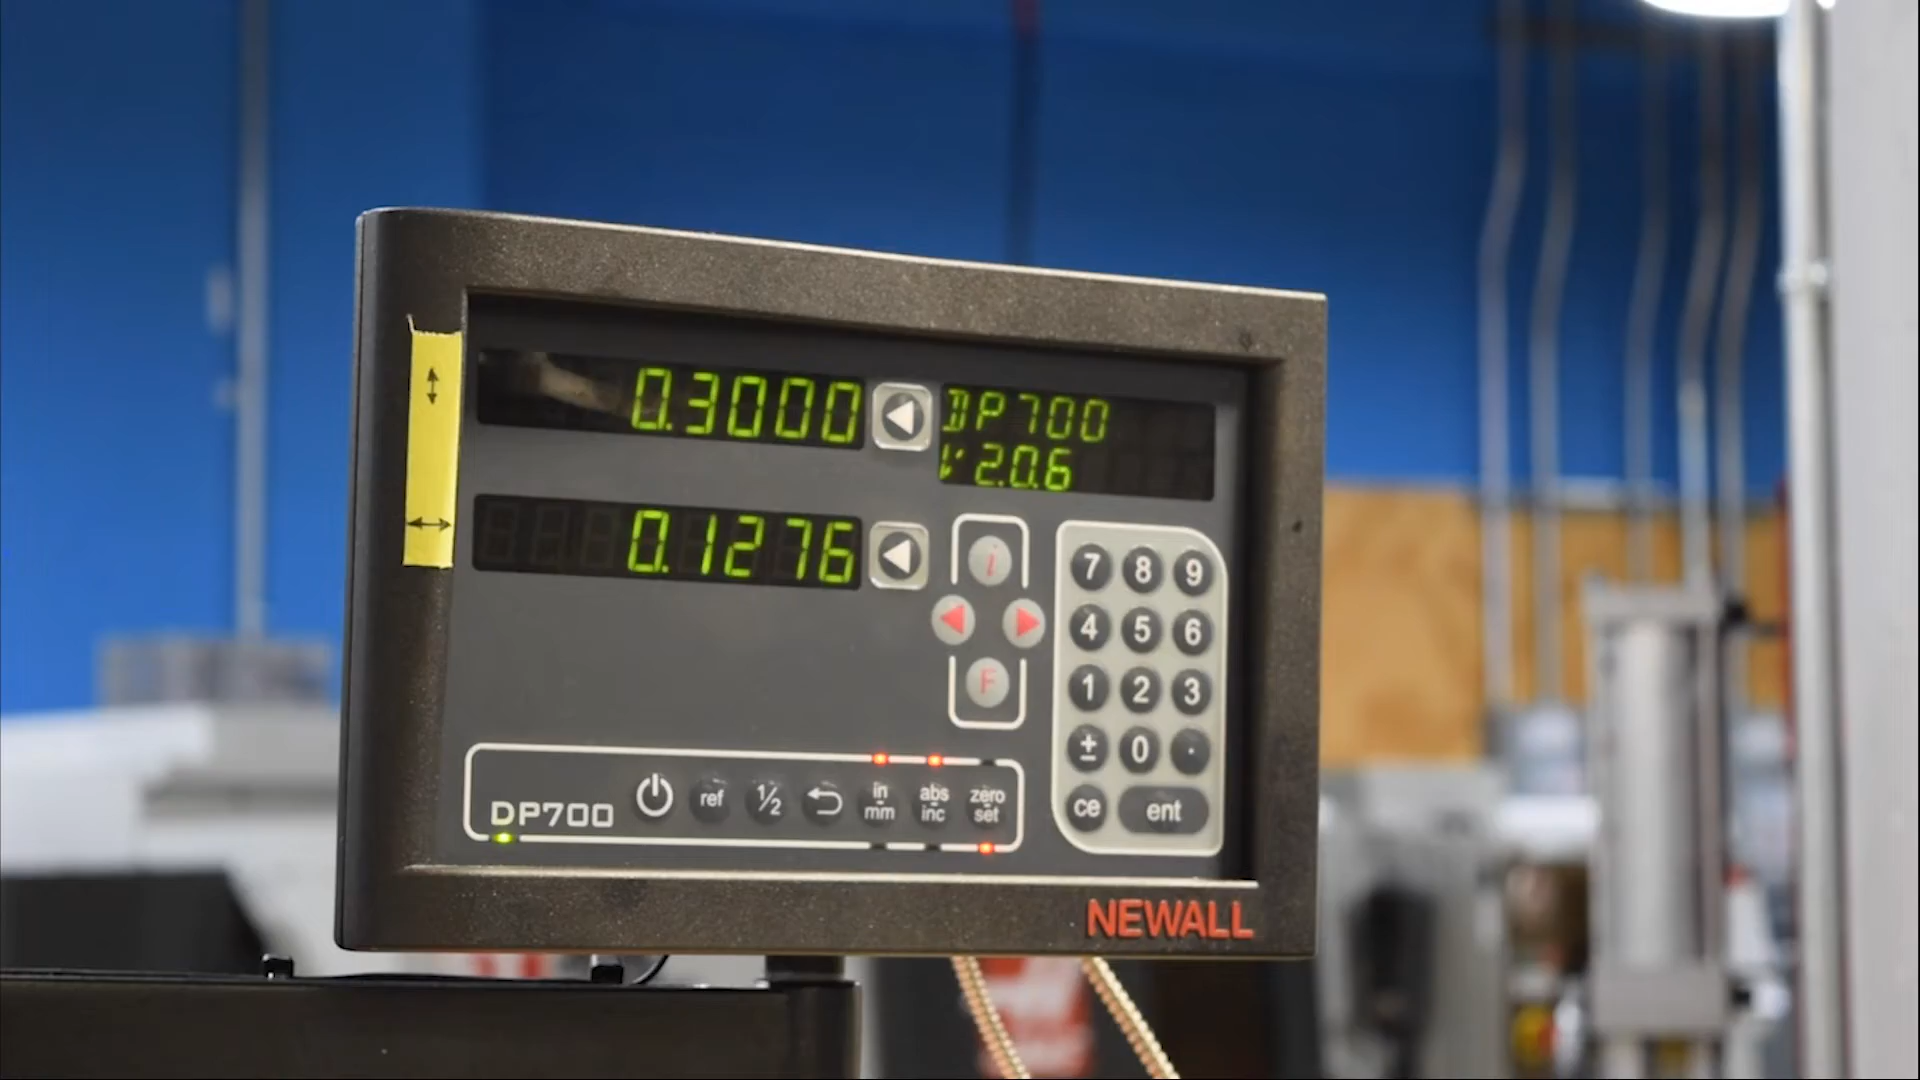 0.3000
DP700
v 2.0.6
0.1276
i
F
7 8 9
4 5 6
1 2 3
± 0 .
ce ent
DP700
ref
1/2
in
mm
abs
inc
zero
set
NEWALL